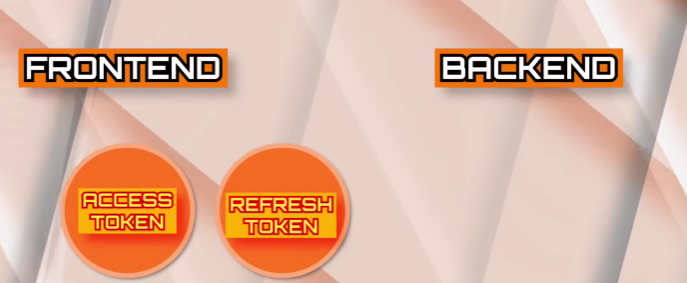 FRONTEND
BACKEND
ACCESS
TOKEN
REFRESH
TOKEN